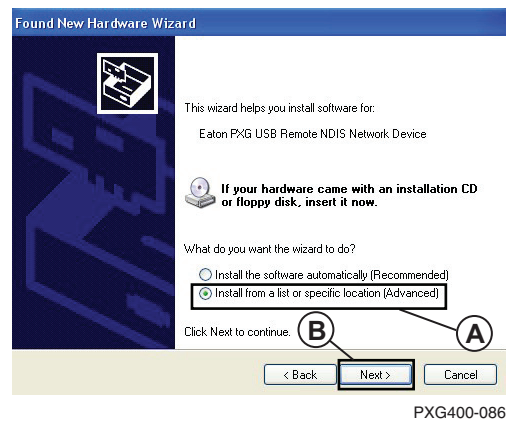 Found New Hardware Wizard
This wizard helps you install software for:
Eaton PXG USB Remote NDIS Network Device
If your hardware came with an installation CD
or floppy disk, insert it now.
What do you want the wizard to do?
Install the software automatically (Recommended)
Install from a list or specific location (Advanced)
Click Next to continue.
B
A
< Back
Next >
Cancel
PXG400-086